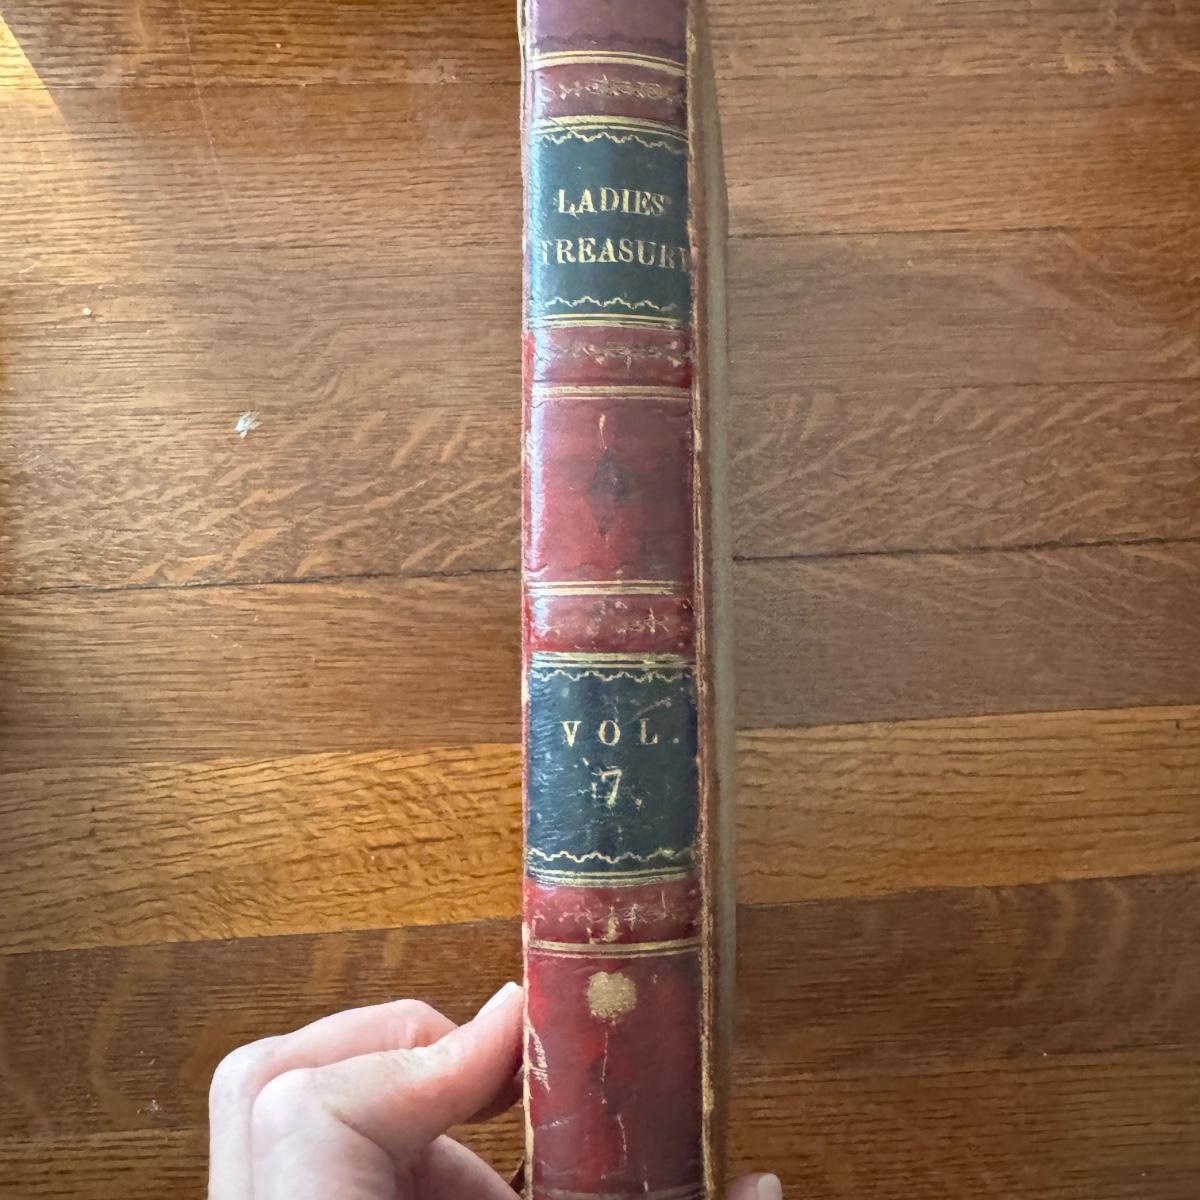 LADIES'
TREASURY
VOL.
7.